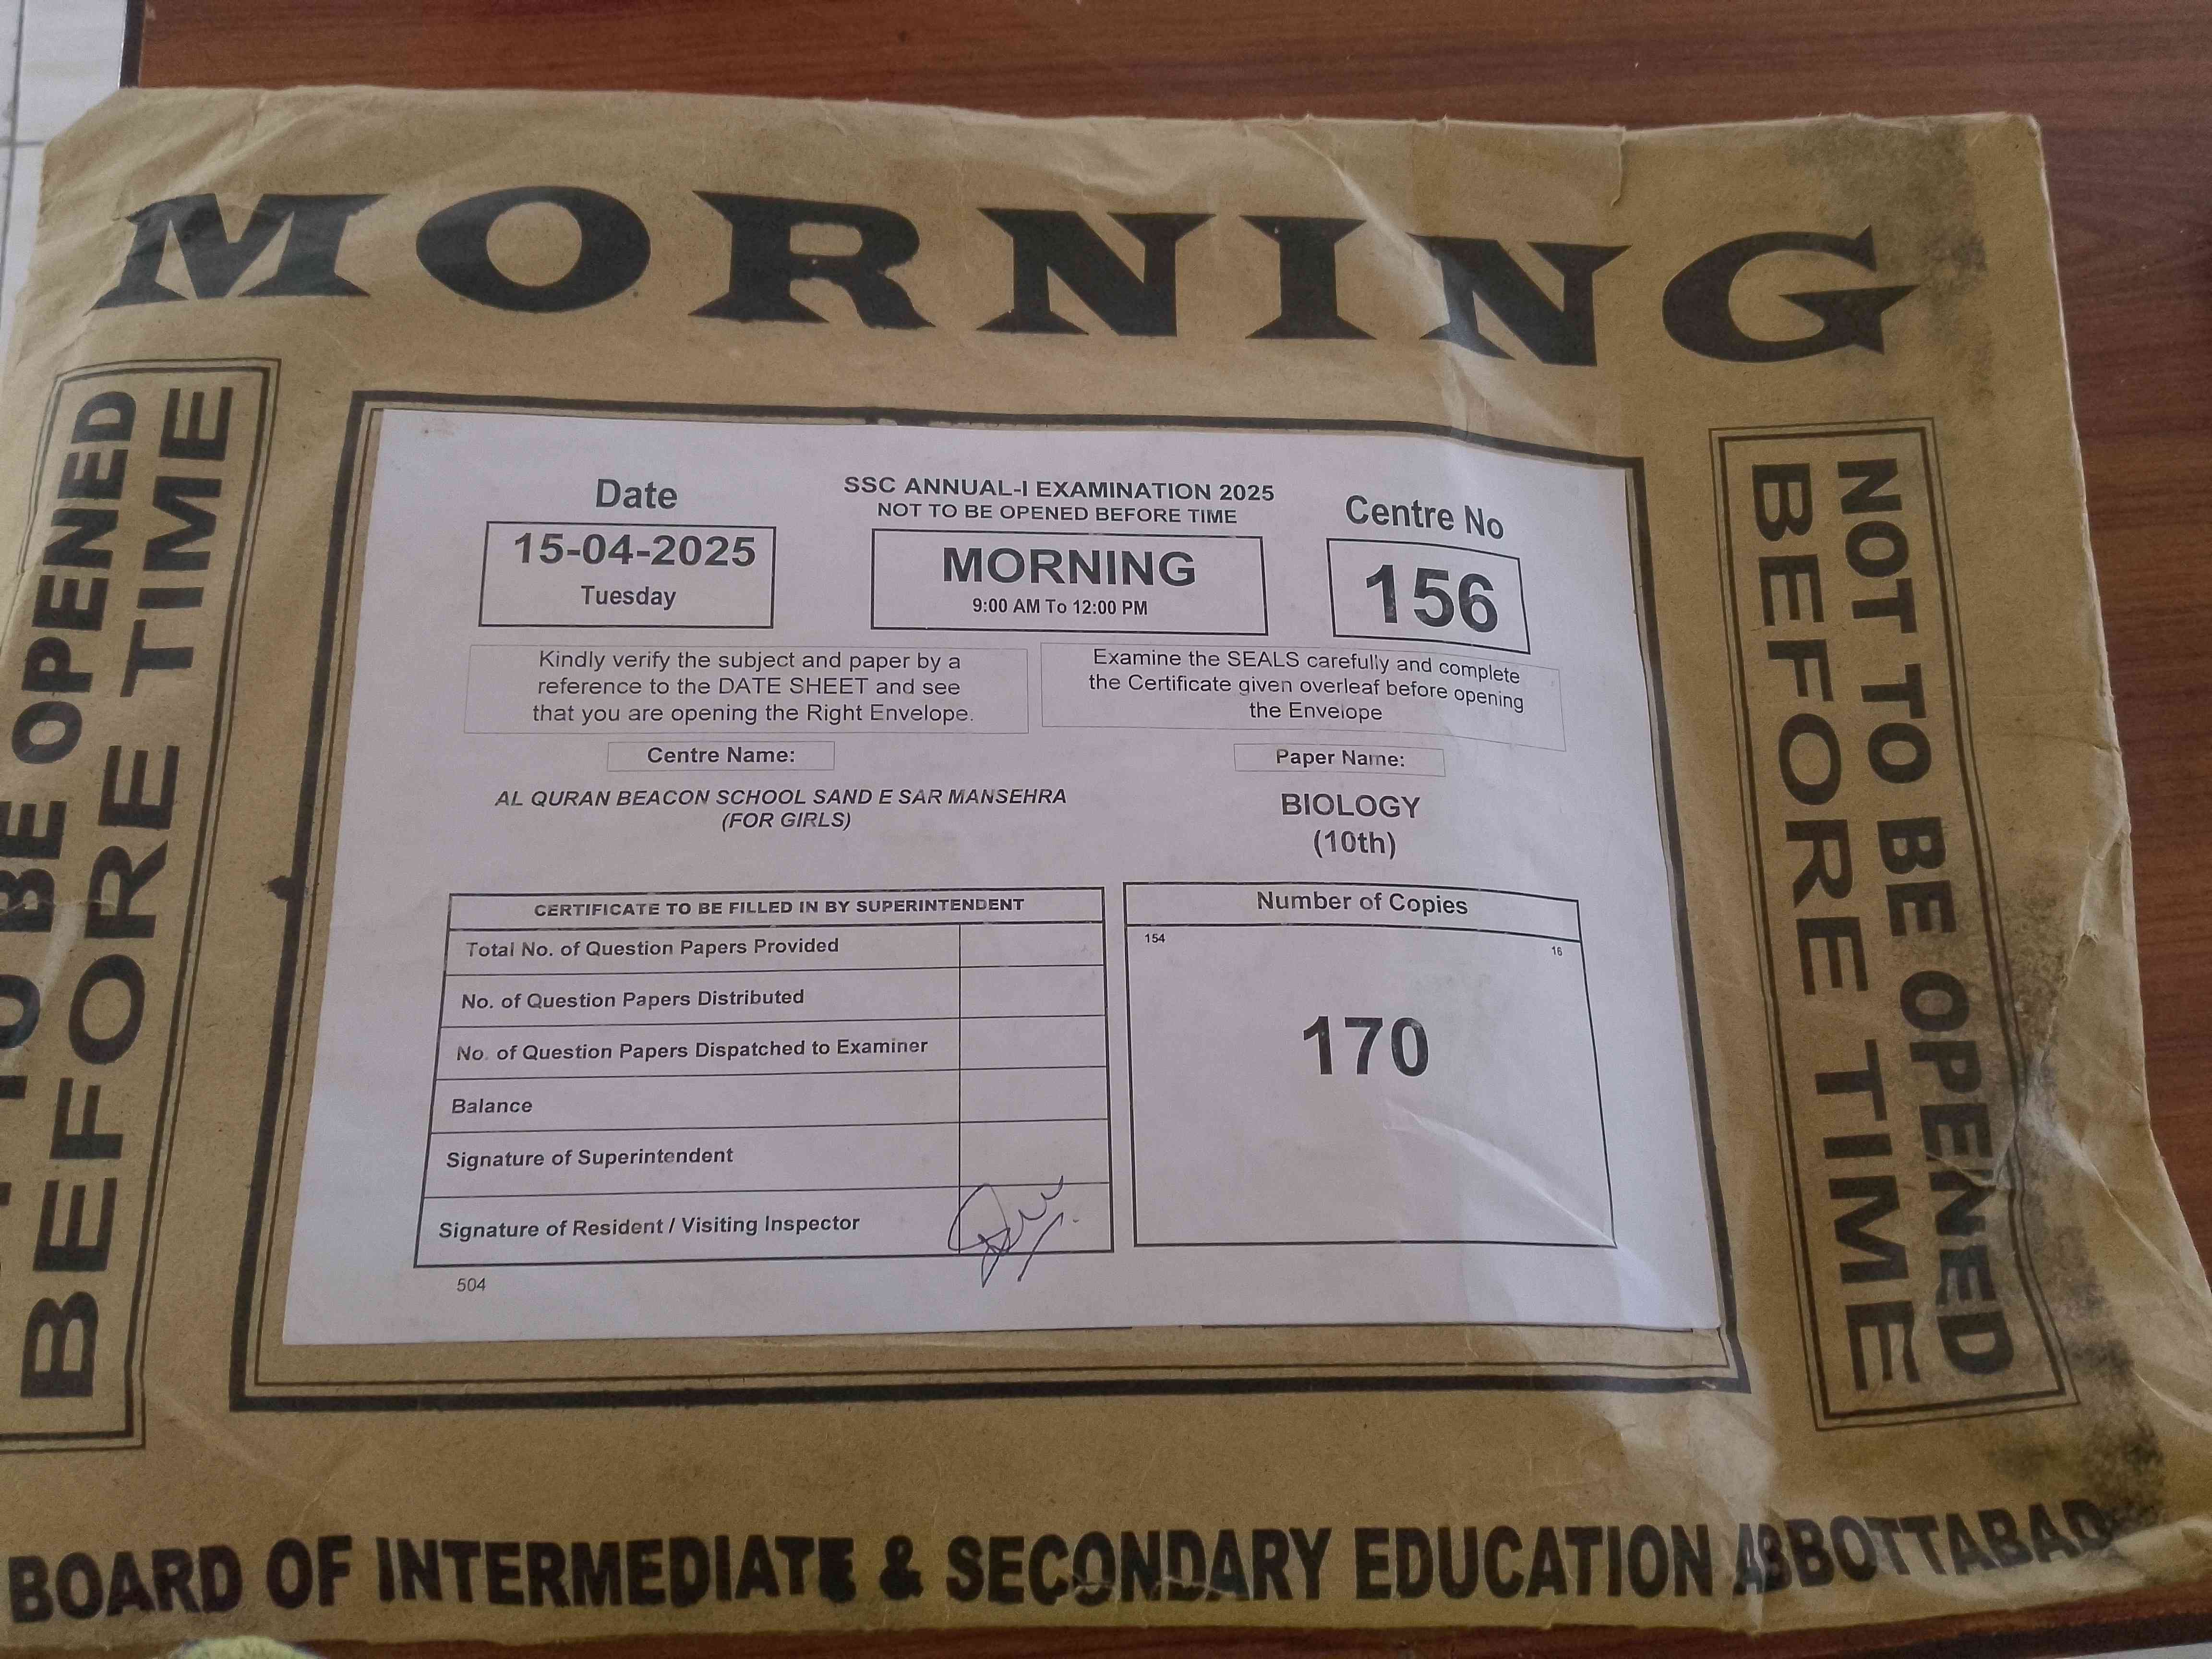 MORNING
NOT TO BE OPENED
BEFORE TIME
Date
15-04-2025
Tuesday
SSC ANNUAL-I EXAMINATION 2025
NOT TO BE OPENED BEFORE TIME
MORNING
9:00 AM To 12:00 PM
Centre No
156
Kindly verify the subject and paper by a
reference to the DATE SHEET and see
that you are opening the Right Envelope.
Examine the SEALS carefully and complete
the Certificate given overleaf before opening
the Envelope
Centre Name:
AL QURAN BEACON SCHOOL SAND E SAR MANSEHRA
(FOR GIRLS)
Paper Name:
BIOLOGY
(10th)
CERTIFICATE TO BE FILLED IN BY SUPERINTENDENT
Total No. of Question Papers Provided
No. of Question Papers Distributed
No. of Question Papers Dispatched to Examiner
Balance
Signature of Superintendent
Signature of Resident / Visiting Inspector
504
Number of Copies
154 16
170
TO BE OPENED
BEFORE TIME
BOARD OF INTERMEDIATE & SECONDARY EDUCATION ABBOTTABAD